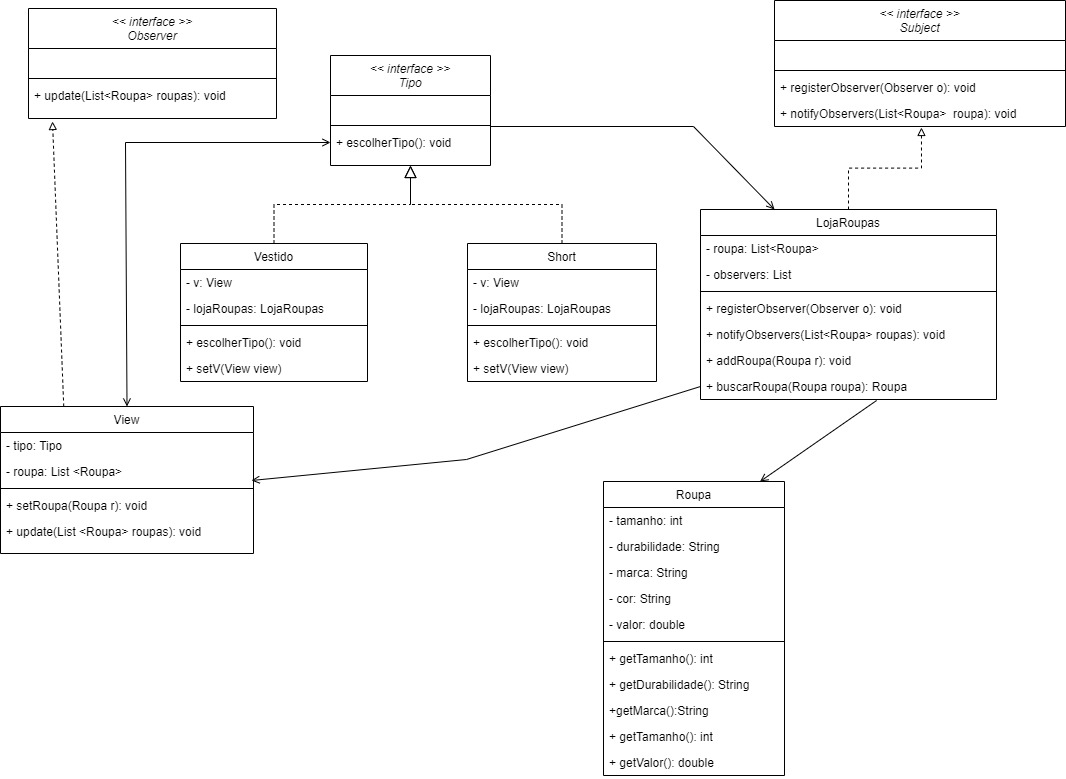 << interface >>
Observer
+ update(List<Roupa> roupas): void
<< interface >>
Tipo
+ escolherTipo(): void
<< interface >>
Subject
+ registerObserver(Observer o): void
+ notifyObservers(List<Roupa>  roupa): void
Vestido
- v: View
- lojaRoupas: LojaRoupas
+ escolherTipo(): void
+ setV(View view)
Short
- v: View
- lojaRoupas: LojaRoupas
+ escolherTipo(): void
+ setV(View view)
LojaRoupas
- roupa: List<Roupa>
- observers: List
+ registerObserver(Observer o): void
+ notifyObservers(List<Roupa> roupas): void
+ addRoupa(Roupa r): void
+ buscarRoupa(Roupa roupa): Roupa
View
- tipo: Tipo
- roupa: List <Roupa>
+ setRoupa(Roupa r): void
+ update(List <Roupa> roupas): void
Roupa
- tamanho: int
- durabilidade: String
- marca: String
- cor: String
- valor: double
+ getTamanho(): int
+ getDurabilidade(): String
+getMarca():String
+ getTamanho(): int
+ getValor(): double